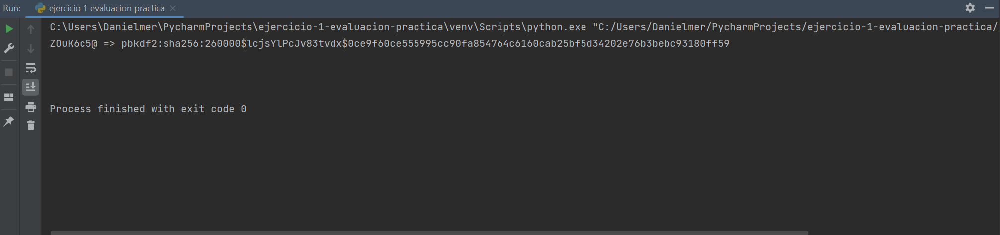 Run: ejercicio 1 evaluacion practica
C:\Users\Danielmer\PycharmProjects\ejercicio-1-evaluacion-practica\venv\Scripts\python.exe "C:/Users/Danielmer/PycharmProjects/ejercicio-1-evaluacion-practica/
ZOuK6c5@ => pbkdf2:sha256:260000$lcjsYlPcJv83tvdx$0ce9f60ce555995cc90fa854764c6160cab25bf5d34202e76b3bebc93180ff59
Process finished with exit code 0